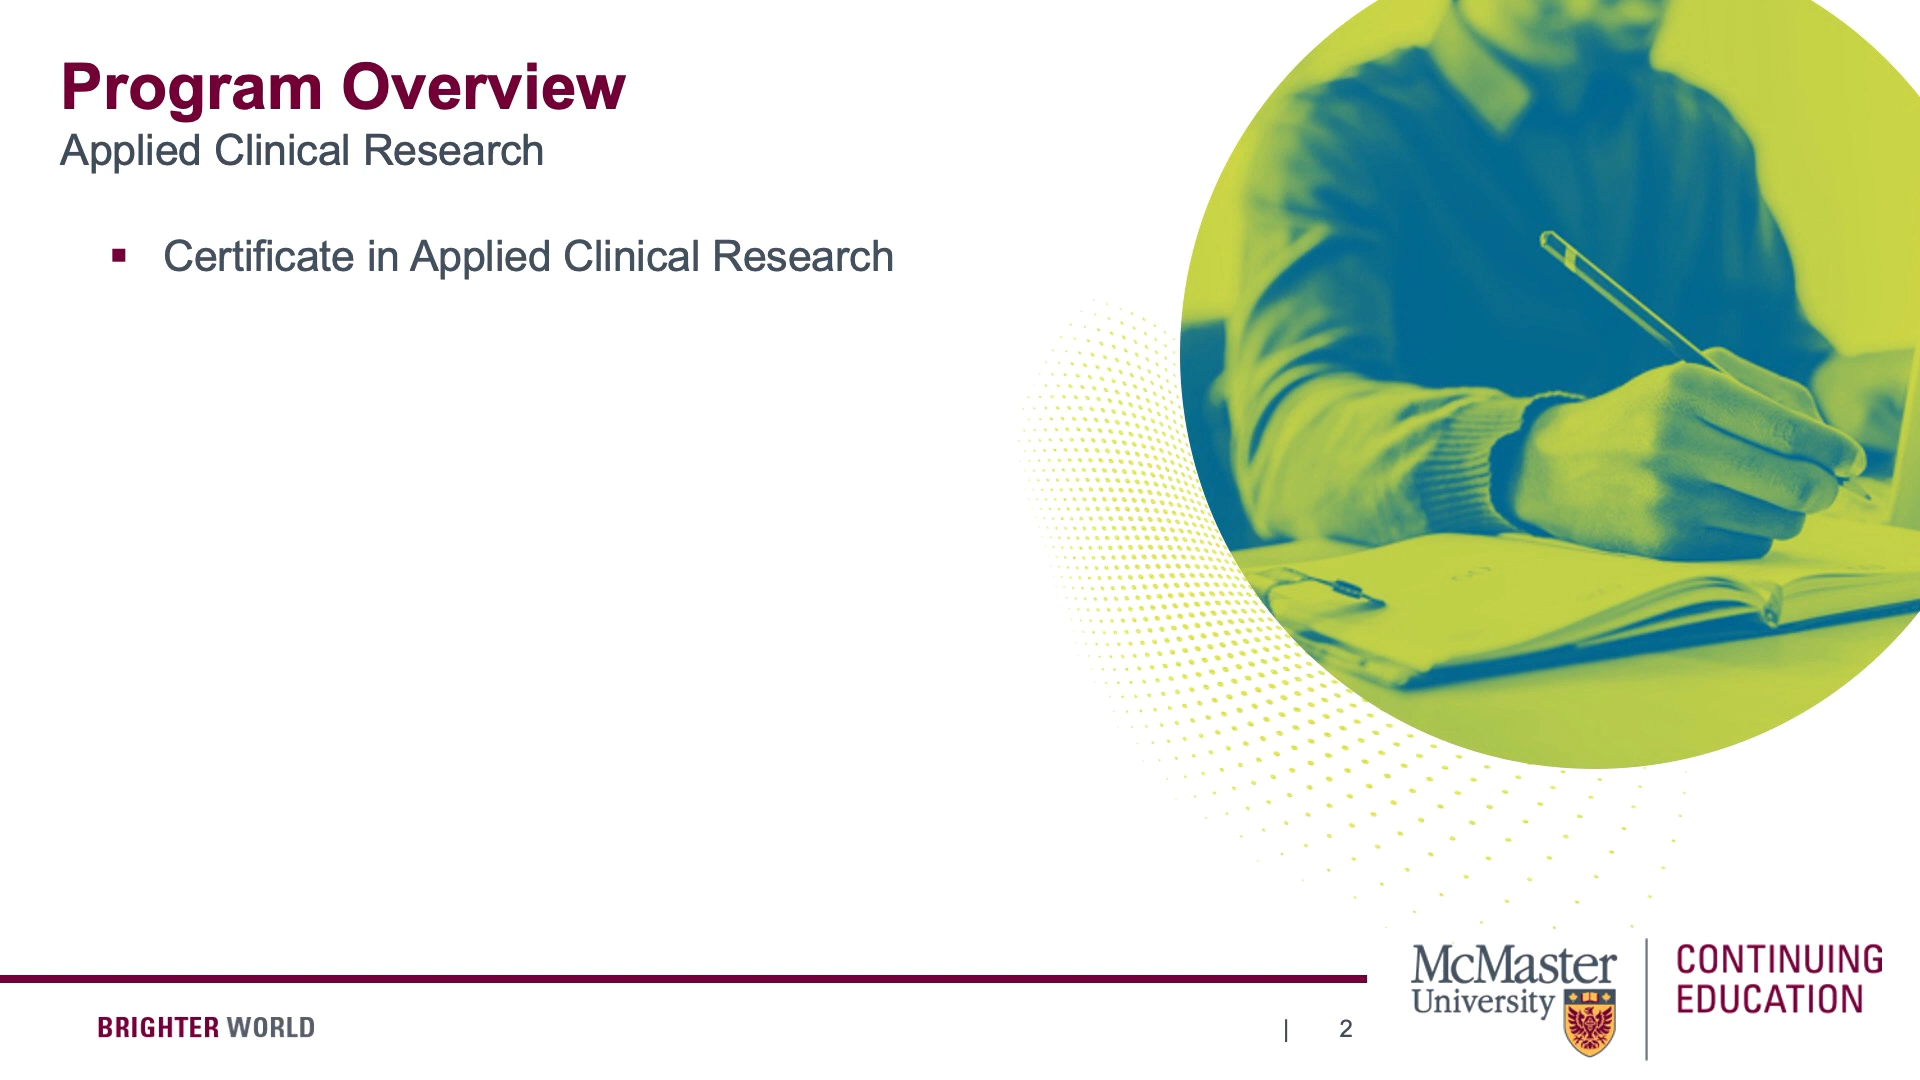 Program Overview
Applied Clinical Research
▪ Certificate in Applied Clinical Research
BRIGHTER WORLD
| 2
McMaster
University
CONTINUING
EDUCATION